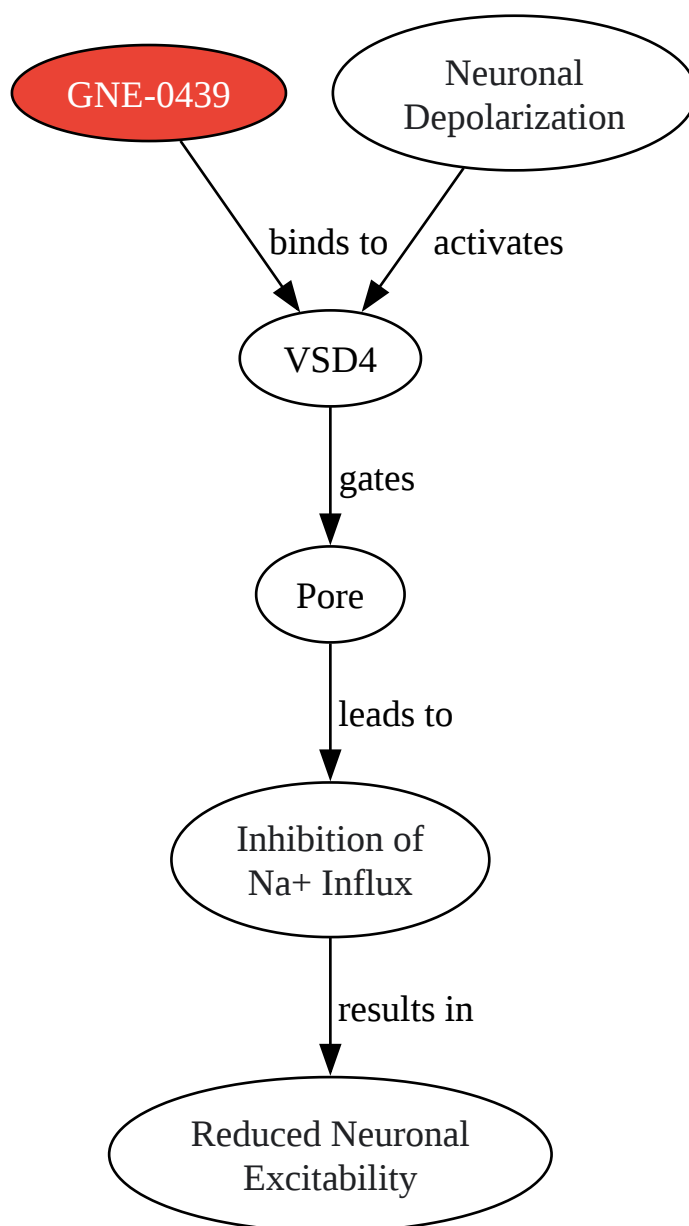 GNE-0439
Neuronal
Depolarization
binds to
activates
VSD4
gates
Pore
leads to
Inhibition of
Na+ Influx
results in
Reduced Neuronal
Excitability